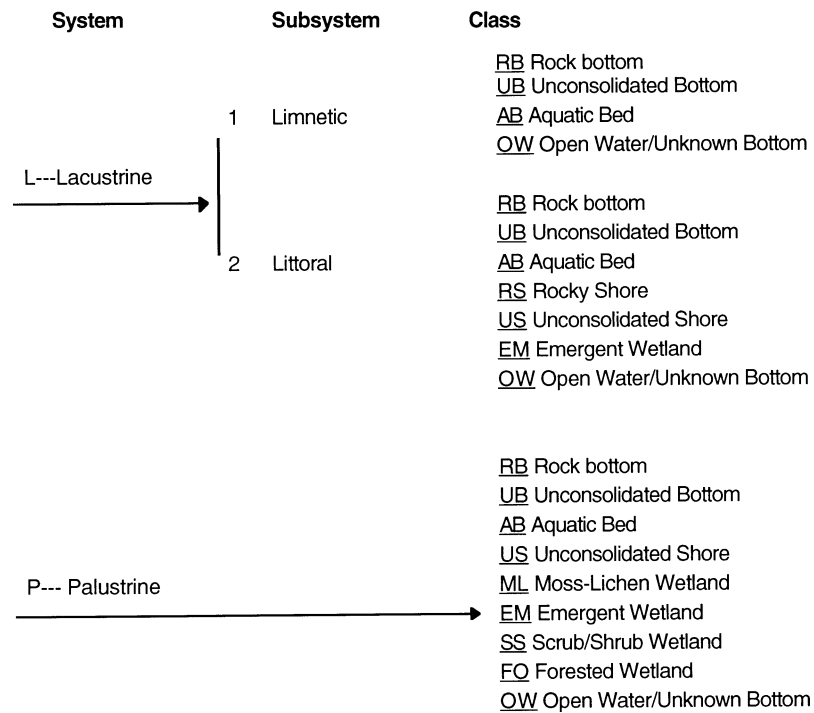 System Subsystem Class
RB Rock bottom
UB Unconsolidated Bottom
1 Limnetic AB Aquatic Bed
OW Open Water/Unknown Bottom
L---Lacustrine
RB Rock bottom
UB Unconsolidated Bottom
2 Littoral AB Aquatic Bed
RS Rocky Shore
US Unconsolidated Shore
EM Emergent Wetland
OW Open Water/Unknown Bottom
RB Rock bottom
UB Unconsolidated Bottom
AB Aquatic Bed
US Unconsolidated Shore
P--- Palustrine ML Moss-Lichen Wetland
EM Emergent Wetland
SS Scrub/Shrub Wetland
FO Forested Wetland
OW Open Water/Unknown Bottom